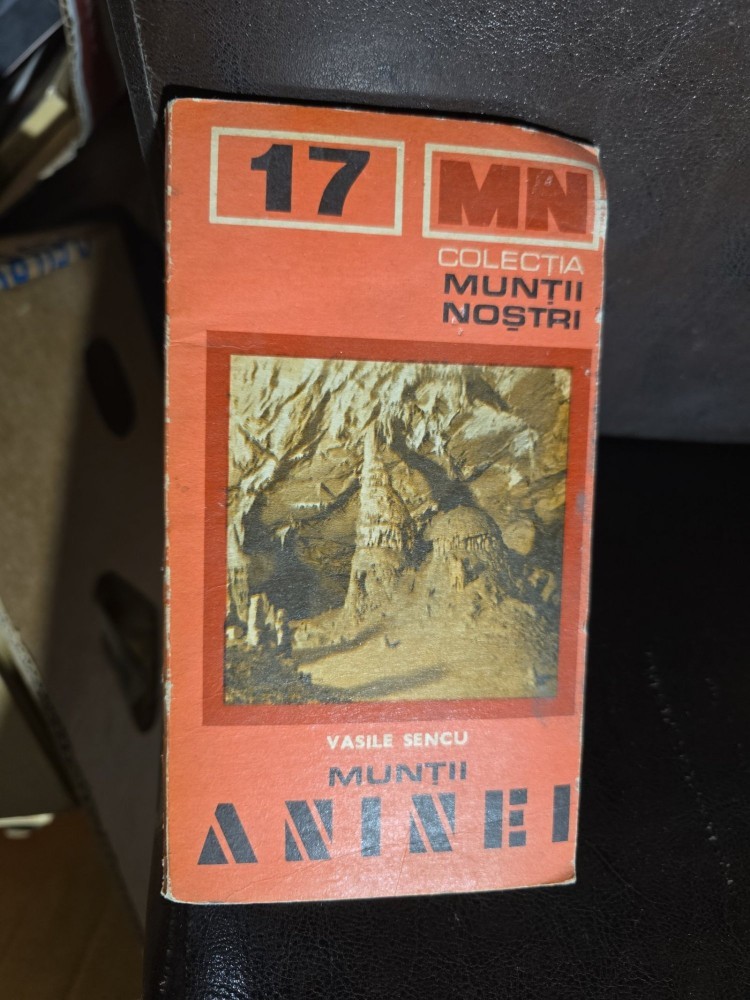 17
MN
COLECȚIA
MUNȚII
NOȘTRI
VASILE SENCU
MUNȚII
ANINEI